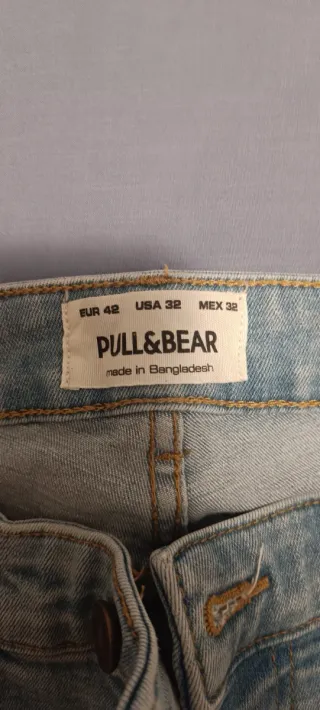 EUR 42 USA 32 MEX 32
PULL&BEAR
made in Bangladesh